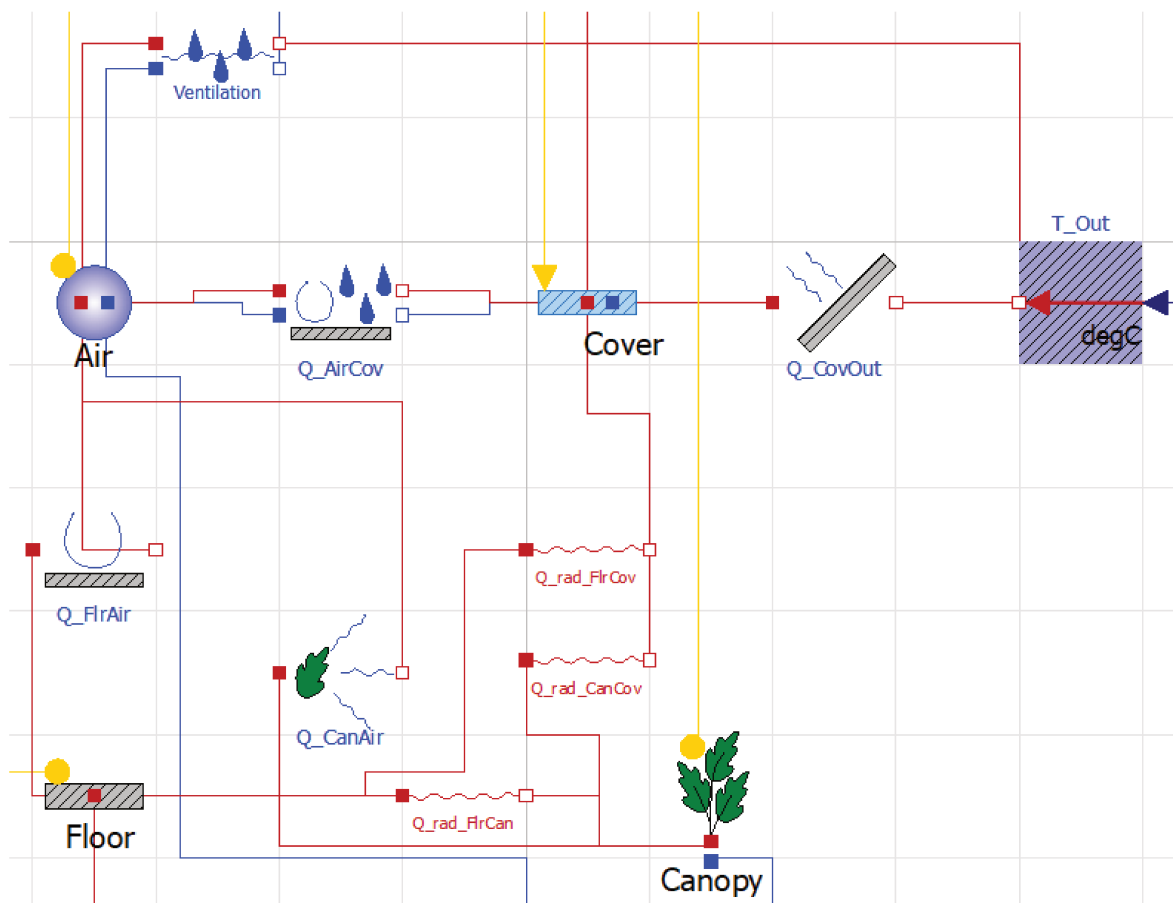 Ventilation
T_Out
degC
Air
Cover
Q_AirCov
Q_CovOut
Q_rad_FlrCov
Q_FlrAir
Q_rad_CanCov
Q_CanAir
Q_rad_FlrCan
Floor
Canopy